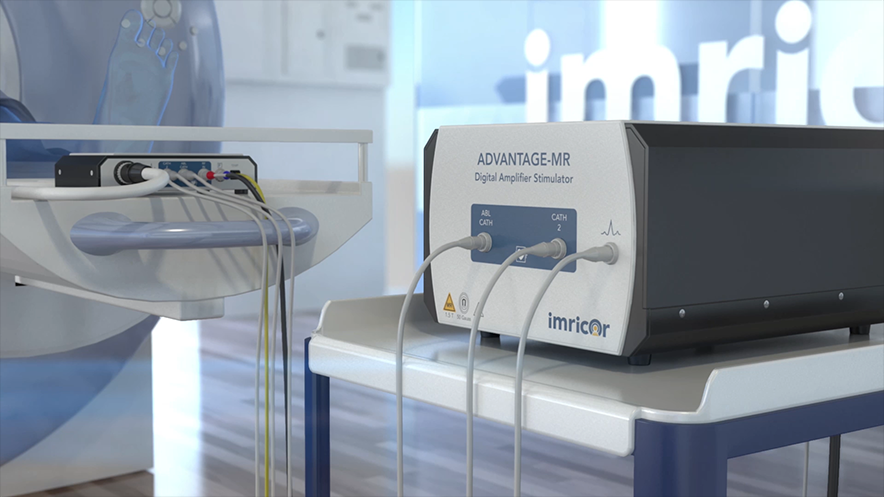 imric
ADVANTAGE-MR
Digital Amplifier Stimulator
ABL
CATH
CATH
2
imricor